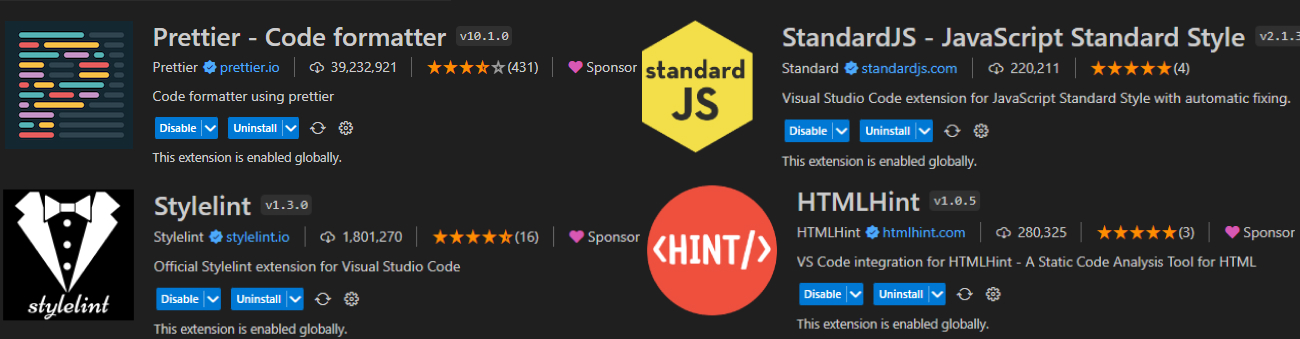 Prettier - Code formatter v10.1.0
Prettier prettier.io 39,232,921 (431) Sponsor
Code formatter using prettier
Disable Uninstall
This extension is enabled globally.
standard
JS
StandardJS - JavaScript Standard Style v2.1.3
Standard standardjs.com 220,211 (4)
Visual Studio Code extension for JavaScript Standard Style with automatic fixing.
Disable Uninstall
This extension is enabled globally.
stylelint
Stylelint v1.3.0
Stylelint stylelint.io 1,801,270 (16) Sponsor
Official Stylelint extension for Visual Studio Code
Disable Uninstall
This extension is enabled globally.
<HINT/>
HTMLHint v1.0.5
HTMLHint htmlhint.com 280,325 (3) Sponsor
VS Code integration for HTMLHint - A Static Code Analysis Tool for HTML
Disable Uninstall
This extension is enabled globally.